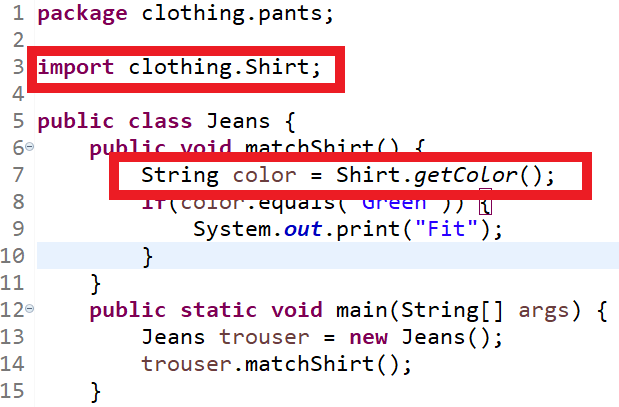 1 package clothing.pants;
2
3 import clothing.Shirt;
4
5 public class Jeans {
6 public void matchShirt() {
7 String color = Shirt.getColor();
8 if(color.equals("Green")) {
9 System.out.print("Fit");
10 }
11 }
12 public static void main(String[] args) {
13 Jeans trouser = new Jeans();
14 trouser.matchShirt();
15 }